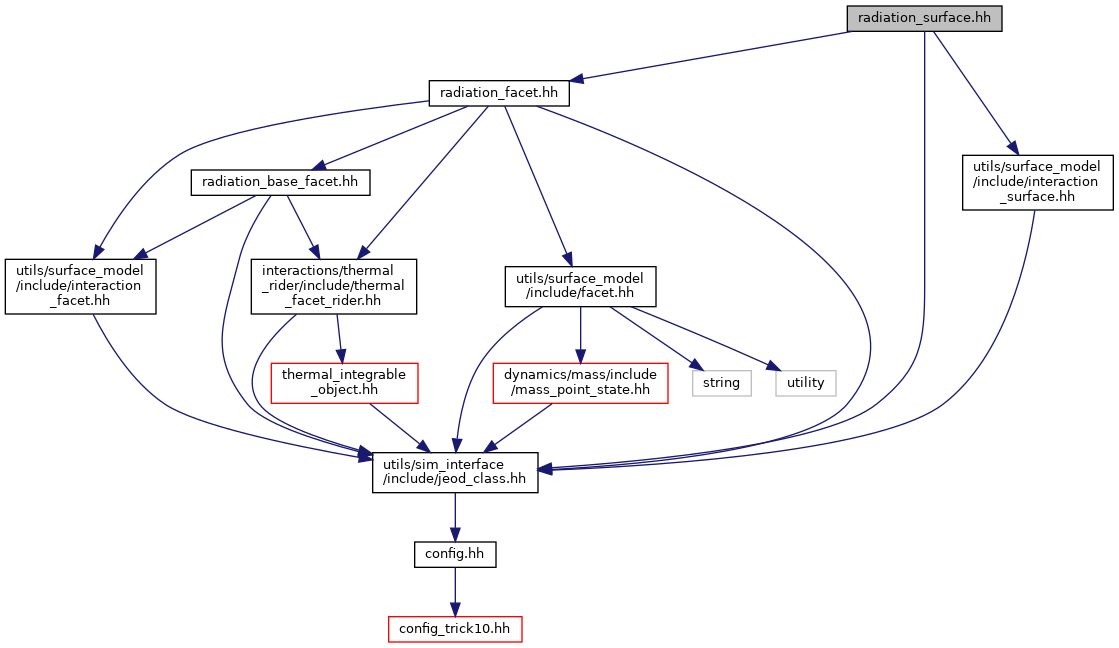 radiation_surface.hh
radiation_facet.hh
utils/surface_model
/include/interaction
_surface.hh
radiation_base_facet.hh
utils/surface_model
/include/interaction
_facet.hh
interactions/thermal
_rider/include/thermal
_facet_rider.hh
utils/surface_model
/include/facet.hh
thermal_integrable
_object.hh
dynamics/mass/include
/mass_point_state.hh
string
utility
utils/sim_interface
/include/jeod_class.hh
config.hh
config_trick10.hh